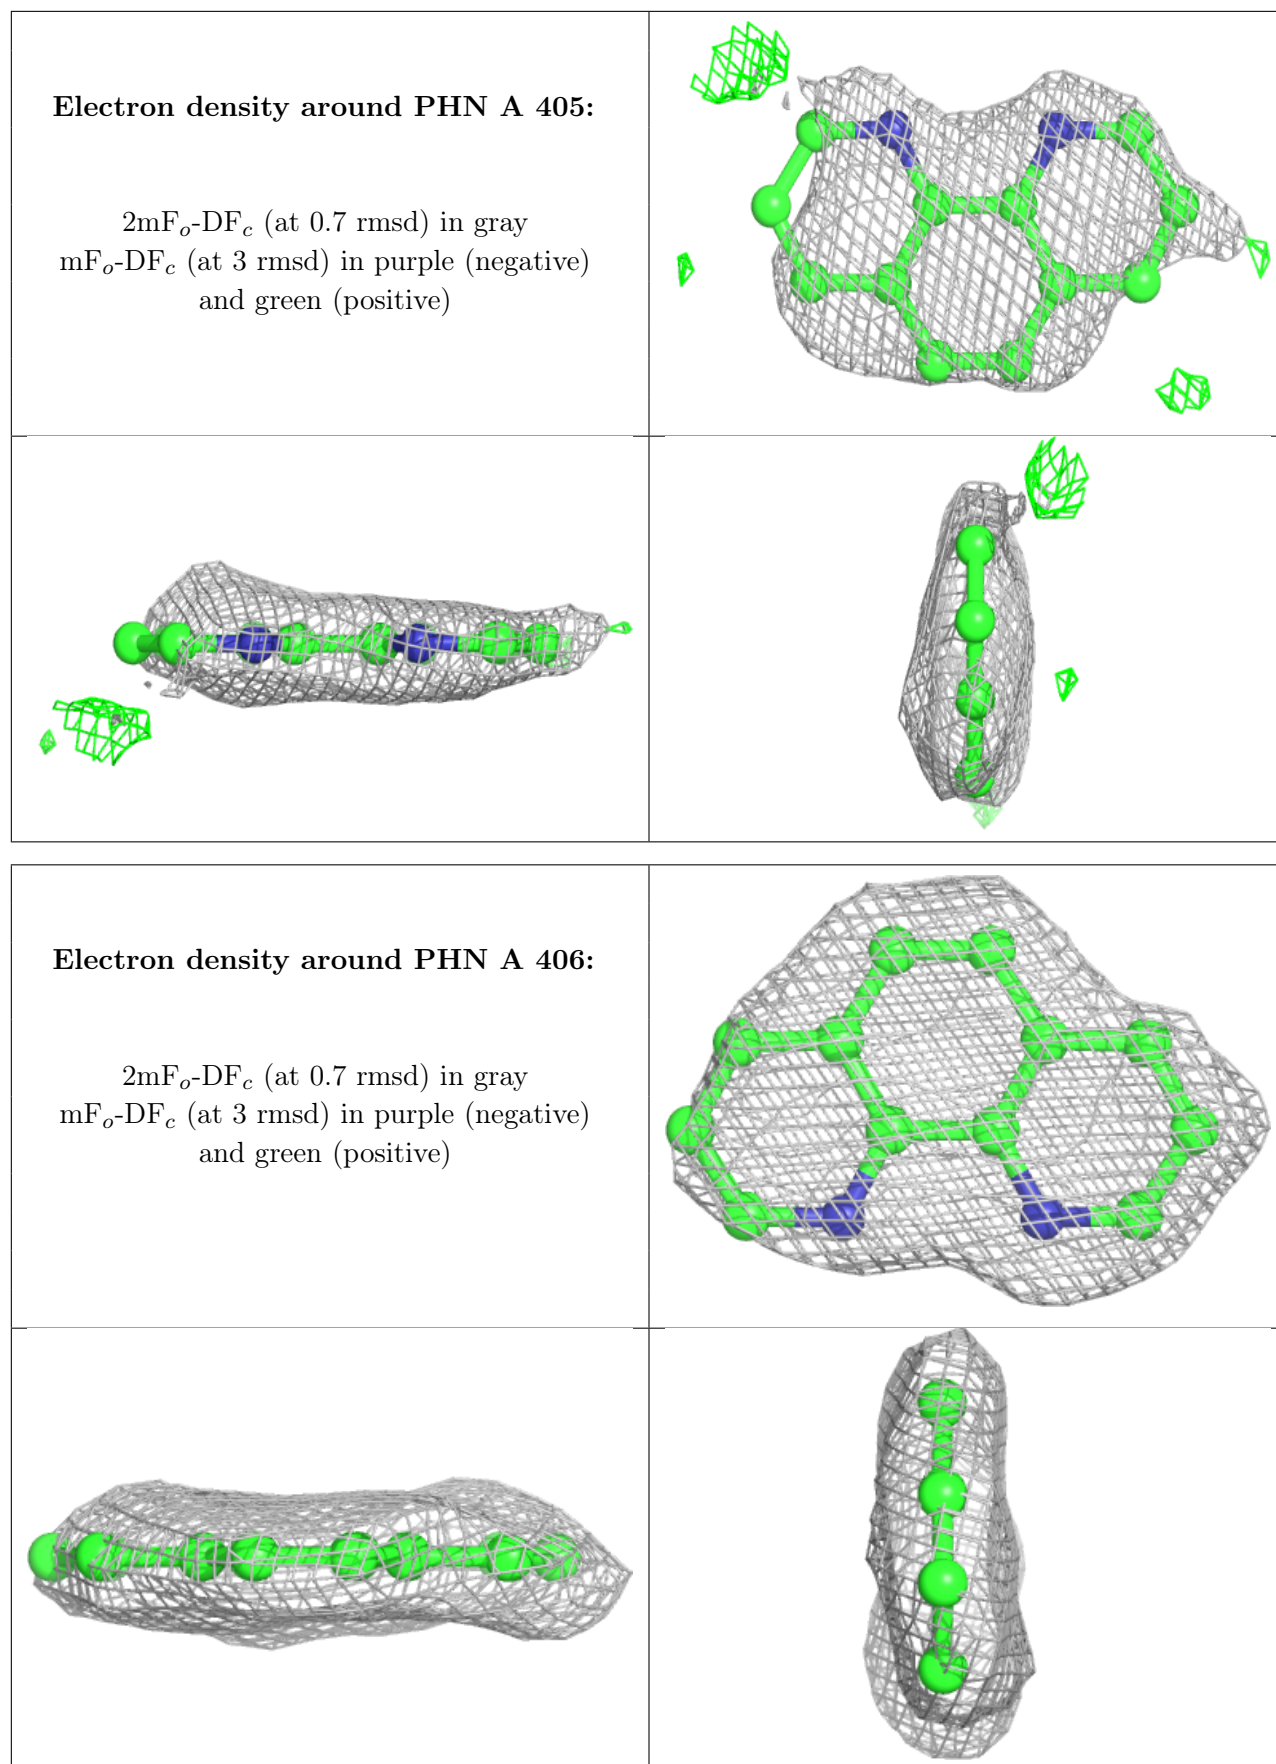 Electron density around PHN A 405:
2mFₒ-DF𝒸 (at 0.7 rmsd) in gray
mFₒ-DF𝒸 (at 3 rmsd) in purple (negative)
and green (positive)
Electron density around PHN A 406:
2mFₒ-DF𝒸 (at 0.7 rmsd) in gray
mFₒ-DF𝒸 (at 3 rmsd) in purple (negative)
and green (positive)